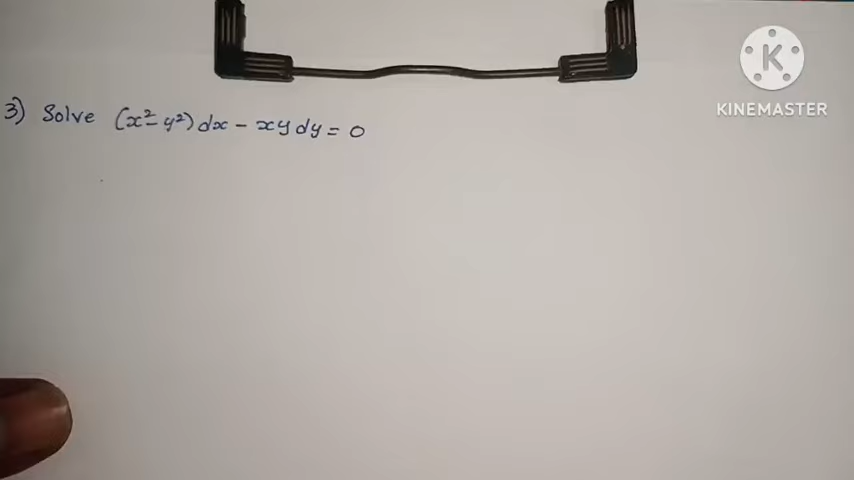 3) Solve (x²-y²)dx - xy dy = 0
K
KINEMASTER